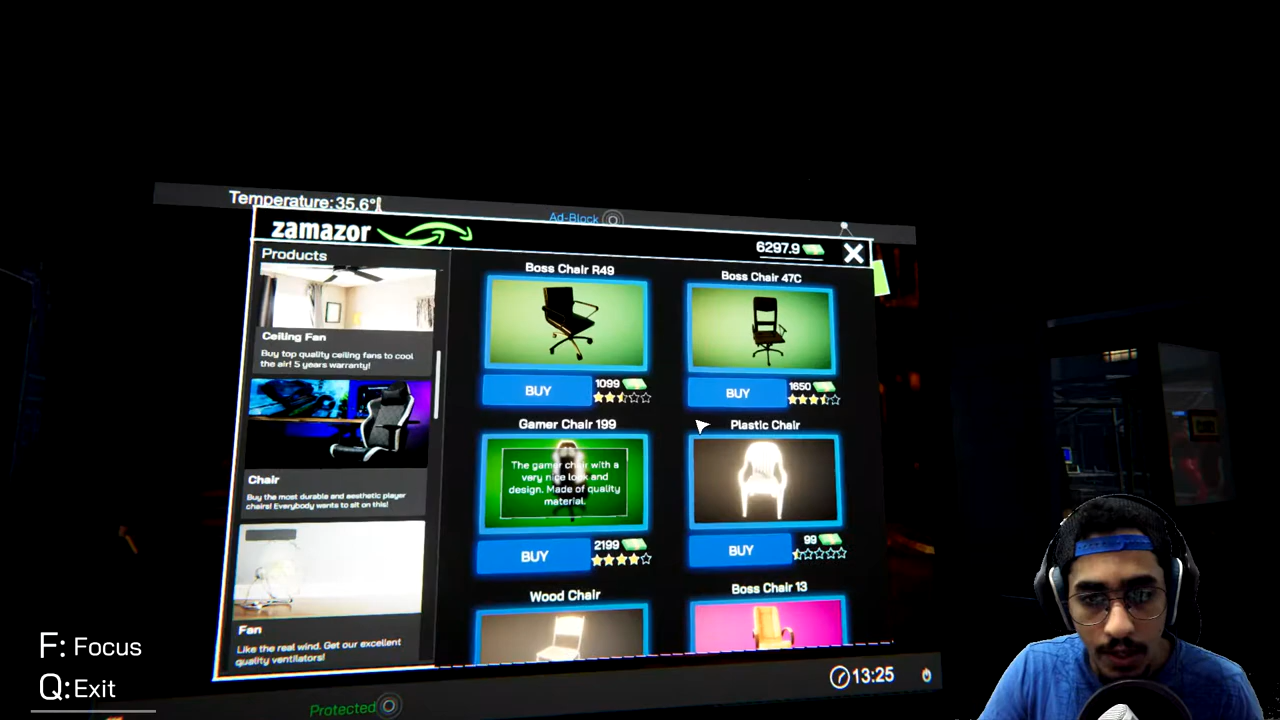 Temperature:35.6°
Ad-Block
zamazor
6297.9
Products
Ceiling Fan
Buy top quality ceiling fans to cool
the air! 5 years warranty!
Chair
Buy the most durable and aesthetic player
chairs! Everybody wants to sit on this!
Fan
Like the real wind. Get our excellent
quality ventilators!
Boss Chair R49
BUY
1099
Boss Chair 47C
BUY
1650
Gamer Chair 199
The gamer chair with a
very nice look and
design. Made of quality
material.
BUY
2199
Plastic Chair
BUY
99
Wood Chair
Boss Chair 13
F: Focus
Q: Exit
Protected
13:25